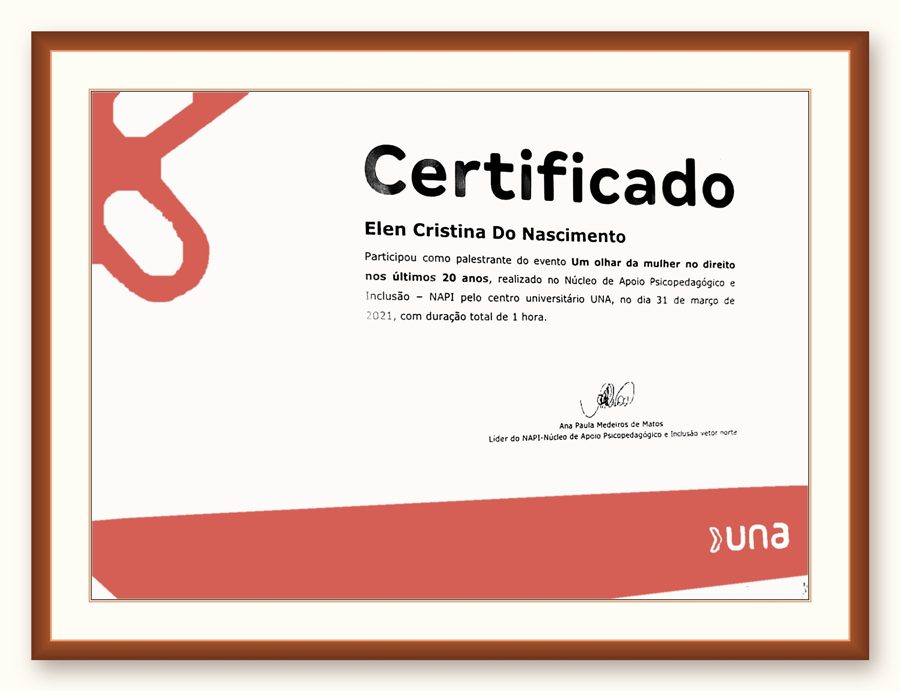 Certificado
Elen Cristina Do Nascimento
Participou como palestrante do evento Um olhar da mulher no direito
nos últimos 20 anos, realizado no Núcleo de Apoio Psicopedagógico e
Inclusão – NAPI pelo centro universitário UNA, no dia 31 de março de
2021, com duração total de 1 hora.
Ana Paula Medeiros de Matos
Líder do NAPI-Núcleo de Apoio Psicopedagógico e Inclusão vetor norte
una